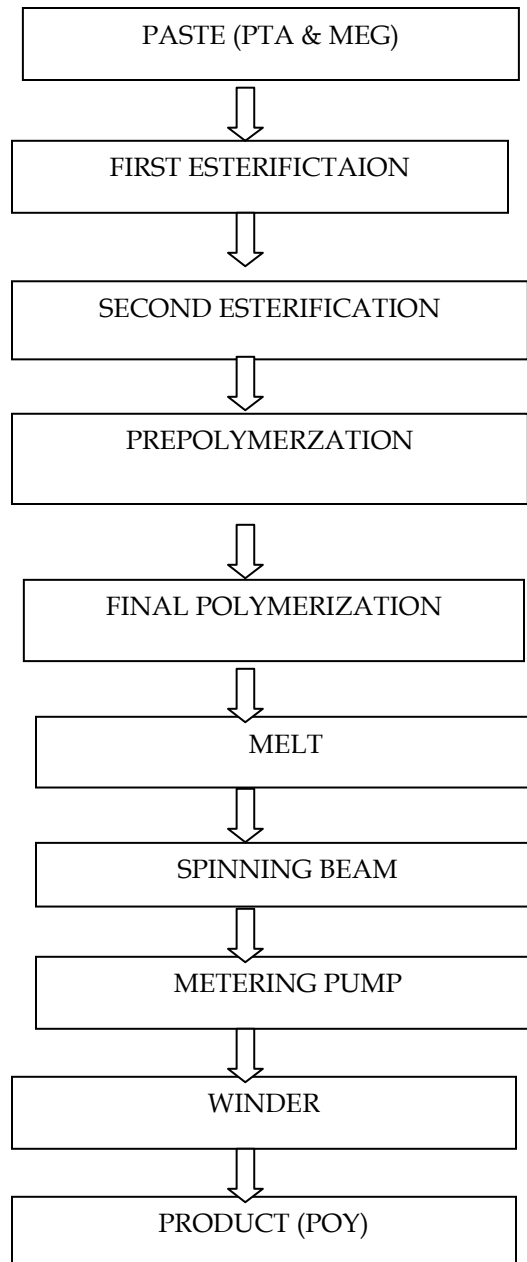 PASTE (PTA & MEG)
FIRST ESTERIFICTAION
SECOND ESTERIFICATION
PREPOLYMERZATION
FINAL POLYMERIZATION
MELT
SPINNING BEAM
METERING PUMP
WINDER
PRODUCT (POY)